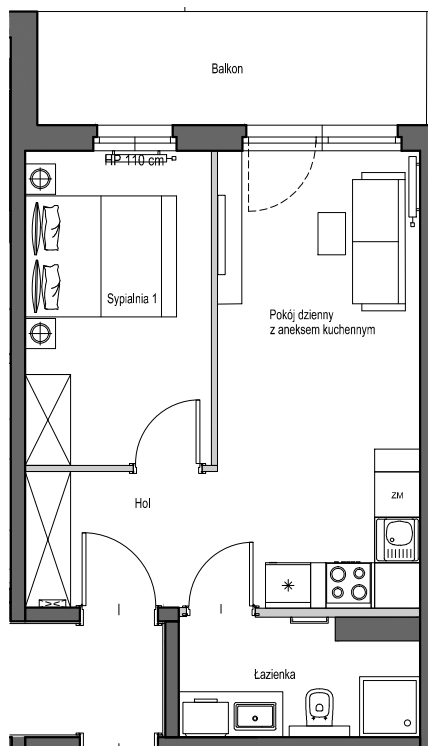 Balkon
HP 110 cm
Sypialnia 1
Pokój dzienny
z aneksem kuchennym
ZM
Hol
Łazienka